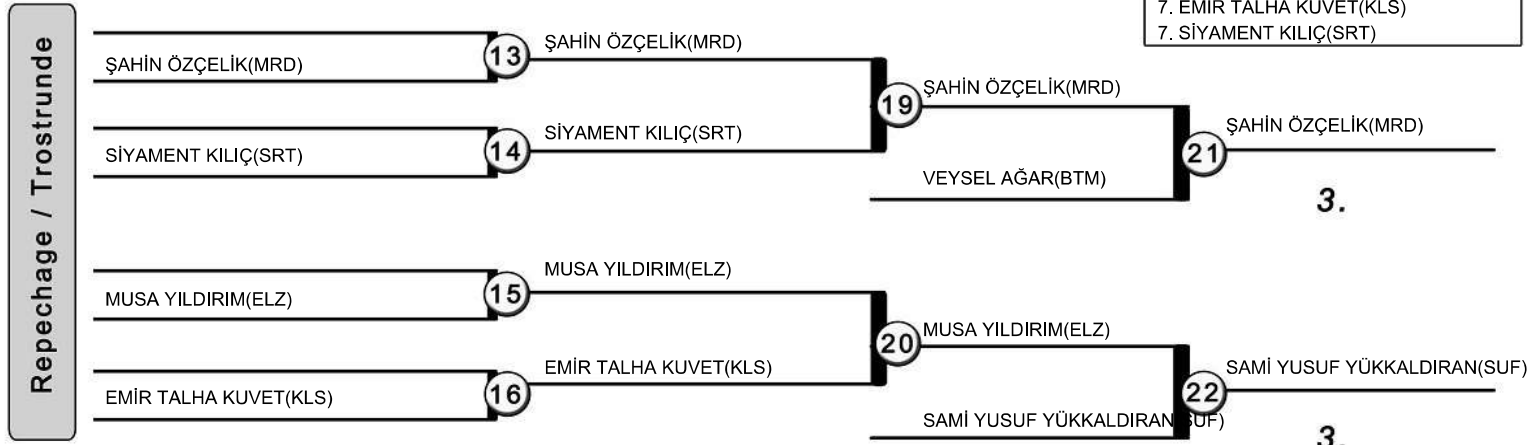 7. EMİR TALHA KUVET(KLS)
7. SİYAMENT KILIÇ(SRT)
Repechage / Trostrunde
ŞAHİN ÖZÇELİK(MRD)
13
ŞAHİN ÖZÇELİK(MRD)
SİYAMENT KILIÇ(SRT)
14
SİYAMENT KILIÇ(SRT)
19
ŞAHİN ÖZÇELİK(MRD)
VEYSEL AĞAR(BTM)
21
ŞAHİN ÖZÇELİK(MRD)
3.
MUSA YILDIRIM(ELZ)
15
MUSA YILDIRIM(ELZ)
EMİR TALHA KUVET(KLS)
16
EMİR TALHA KUVET(KLS)
20
MUSA YILDIRIM(ELZ)
SAMİ YUSUF YÜKKALDIRAN(SUF)
22
SAMİ YUSUF YÜKKALDIRAN(SUF)
3.